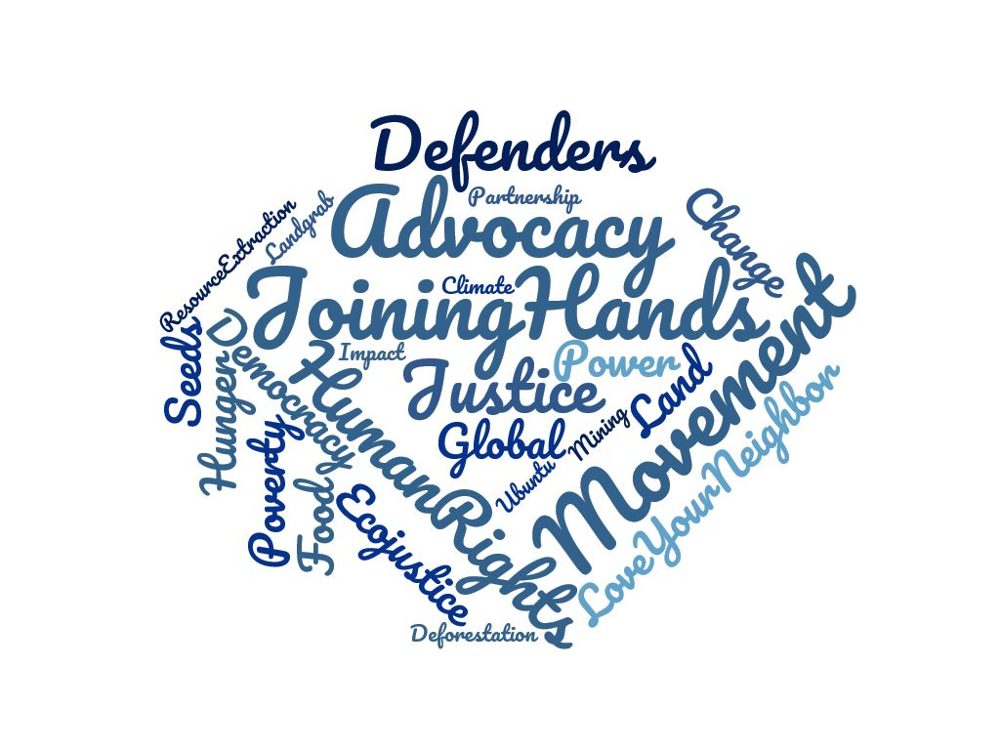 Defenders
Partnership
Advocacy
Change
ResourceExtraction
Landgrab
Climate
JoiningHands
Movement
Seeds
Democracy
Impact
Hunger
HumanRights
Justice
Power
Land
LoveYourNeighbor
Global
Mining
Poverty
Food
Ubuntu
Ecojustice
Deforestation